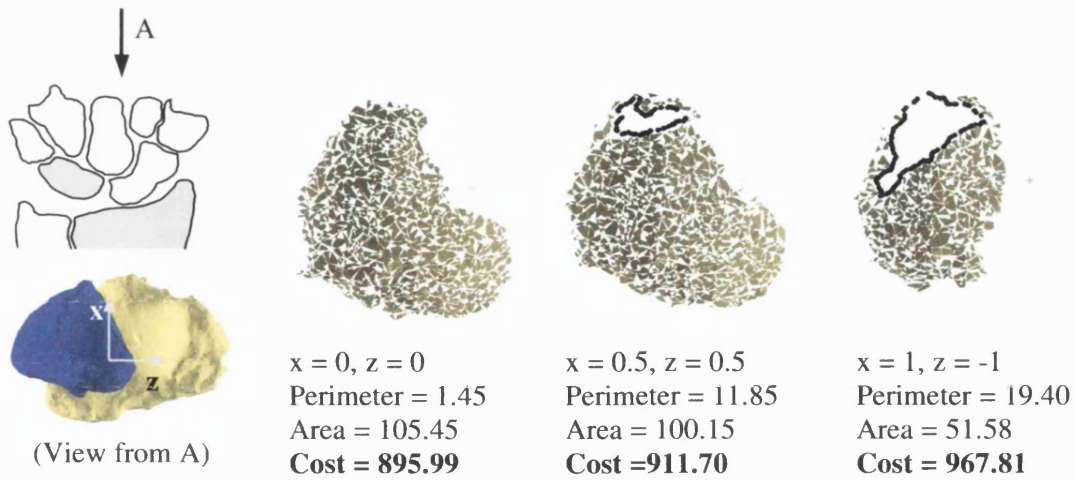 A
x
z
(View from A)
x = 0, z = 0
Perimeter = 1.45
Area = 105.45
Cost = 895.99
x = 0.5, z = 0.5
Perimeter = 11.85
Area = 100.15
Cost =911.70
x = 1, z = -1
Perimeter = 19.40
Area = 51.58
Cost = 967.81